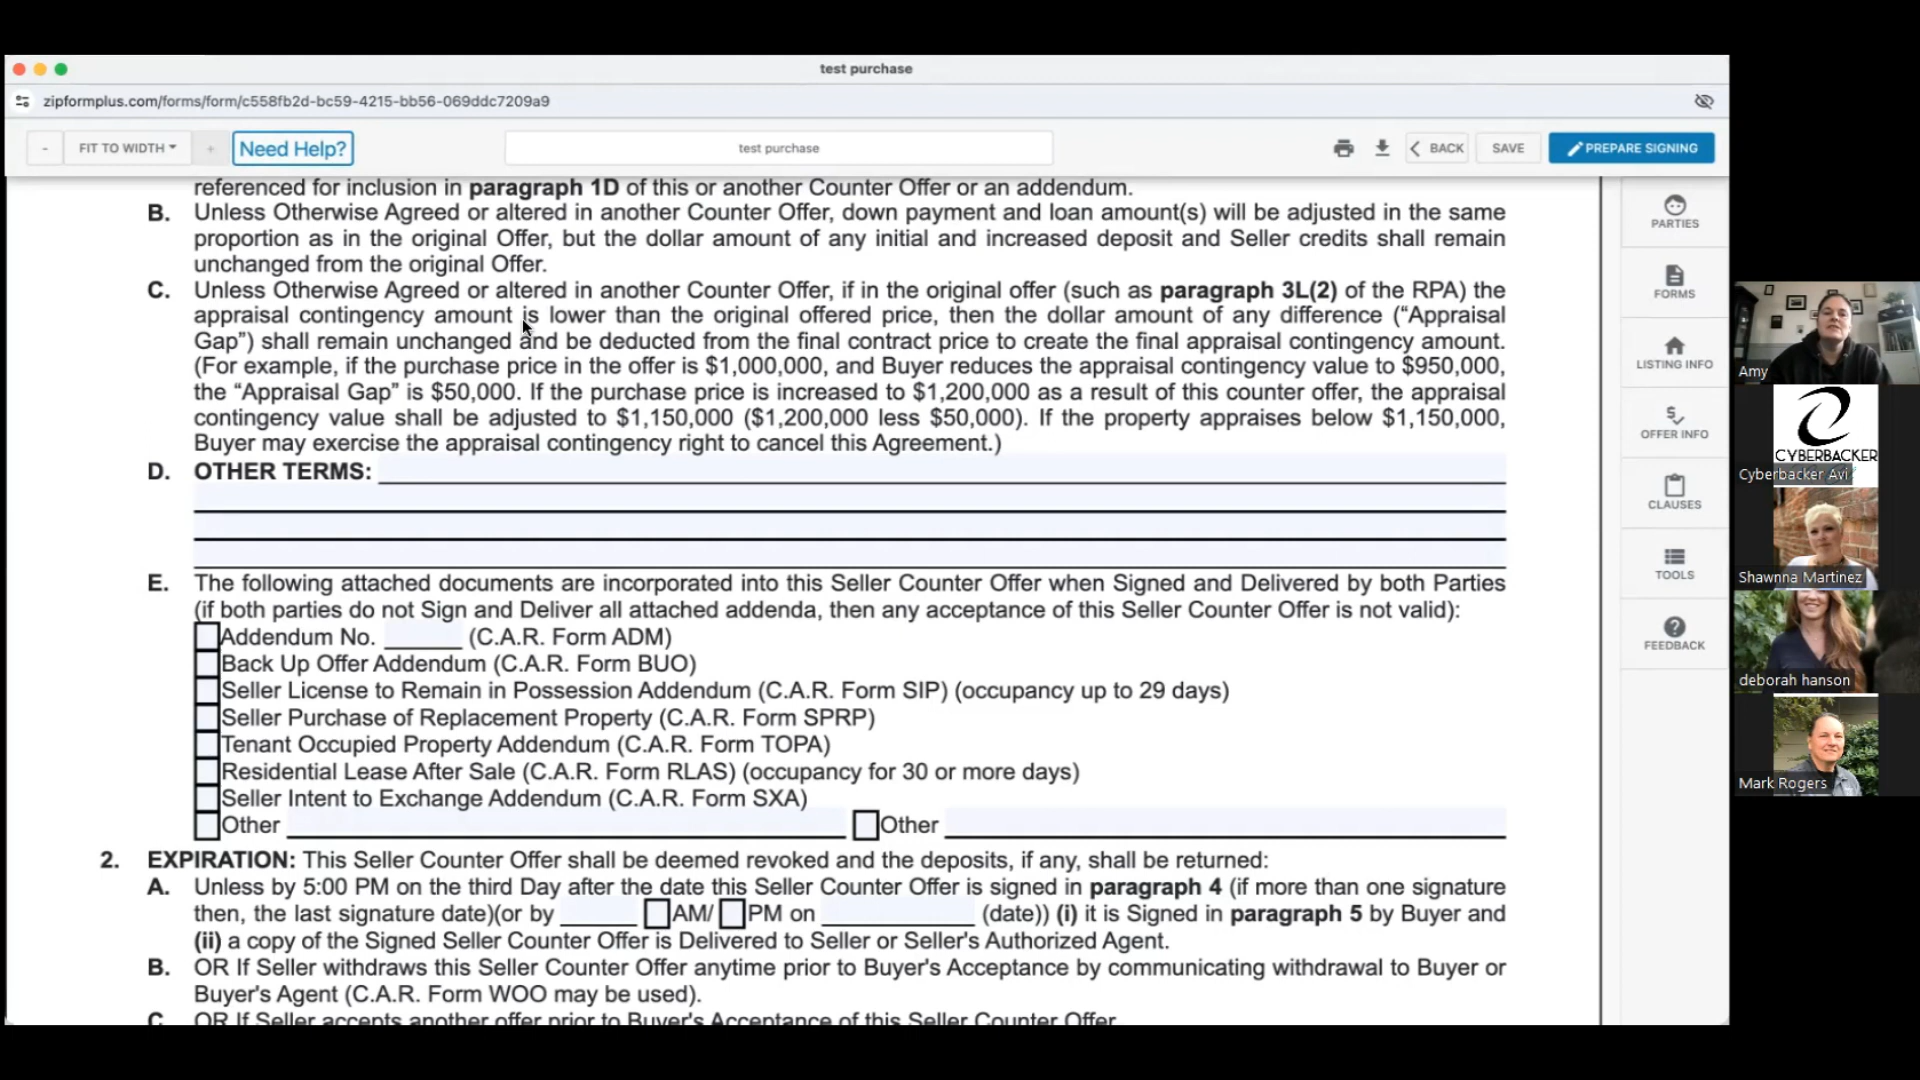 test purchase
zipformplus.com/forms/form/c558fb2d-bc59-4215-bb56-069ddc7209a9
- FIT TO WIDTH + Need Help? test purchase BACK SAVE PREPARE SIGNING
referenced for inclusion in paragraph 1D of this or another Counter Offer or an addendum.
B. Unless Otherwise Agreed or altered in another Counter Offer, down payment and loan amount(s) will be adjusted in the same
proportion as in the original Offer, but the dollar amount of any initial and increased deposit and Seller credits shall remain
unchanged from the original Offer.
C. Unless Otherwise Agreed or altered in another Counter Offer, if in the original offer (such as paragraph 3L(2) of the RPA) the
appraisal contingency amount is lower than the original offered price, then the dollar amount of any difference (“Appraisal
Gap”) shall remain unchanged and be deducted from the final contract price to create the final appraisal contingency amount.
(For example, if the purchase price in the offer is $1,000,000, and Buyer reduces the appraisal contingency value to $950,000,
the “Appraisal Gap” is $50,000. If the purchase price is increased to $1,200,000 as a result of this counter offer, the appraisal
contingency value shall be adjusted to $1,150,000 ($1,200,000 less $50,000). If the property appraises below $1,150,000,
Buyer may exercise the appraisal contingency right to cancel this Agreement.)
D. OTHER TERMS:
E. The following attached documents are incorporated into this Seller Counter Offer when Signed and Delivered by both Parties
(if both parties do not Sign and Deliver all attached addenda, then any acceptance of this Seller Counter Offer is not valid):
Addendum No. (C.A.R. Form ADM)
Back Up Offer Addendum (C.A.R. Form BUO)
Seller License to Remain in Possession Addendum (C.A.R. Form SIP) (occupancy up to 29 days)
Seller Purchase of Replacement Property (C.A.R. Form SPRP)
Tenant Occupied Property Addendum (C.A.R. Form TOPA)
Residential Lease After Sale (C.A.R. Form RLAS) (occupancy for 30 or more days)
Seller Intent to Exchange Addendum (C.A.R. Form SXA)
Other Other
2. EXPIRATION: This Seller Counter Offer shall be deemed revoked and the deposits, if any, shall be returned:
A. Unless by 5:00 PM on the third Day after the date this Seller Counter Offer is signed in paragraph 4 (if more than one signature
then, the last signature date)(or by AM/ PM on (date)) (i) it is Signed in paragraph 5 by Buyer and
(ii) a copy of the Signed Seller Counter Offer is Delivered to Seller or Seller's Authorized Agent.
B. OR If Seller withdraws this Seller Counter Offer anytime prior to Buyer's Acceptance by communicating withdrawal to Buyer or
Buyer's Agent (C.A.R. Form WOO may be used).
C. OR If Seller accepts another offer prior to Buyer's Acceptance of this Seller Counter Offer.
PARTIES
FORMS
LISTING INFO
OFFER INFO
CLAUSES
TOOLS
FEEDBACK
Amy
CYBERBACKER
Cyberbacker Avi
Shawnna Martinez
deborah hanson
Mark Rogers